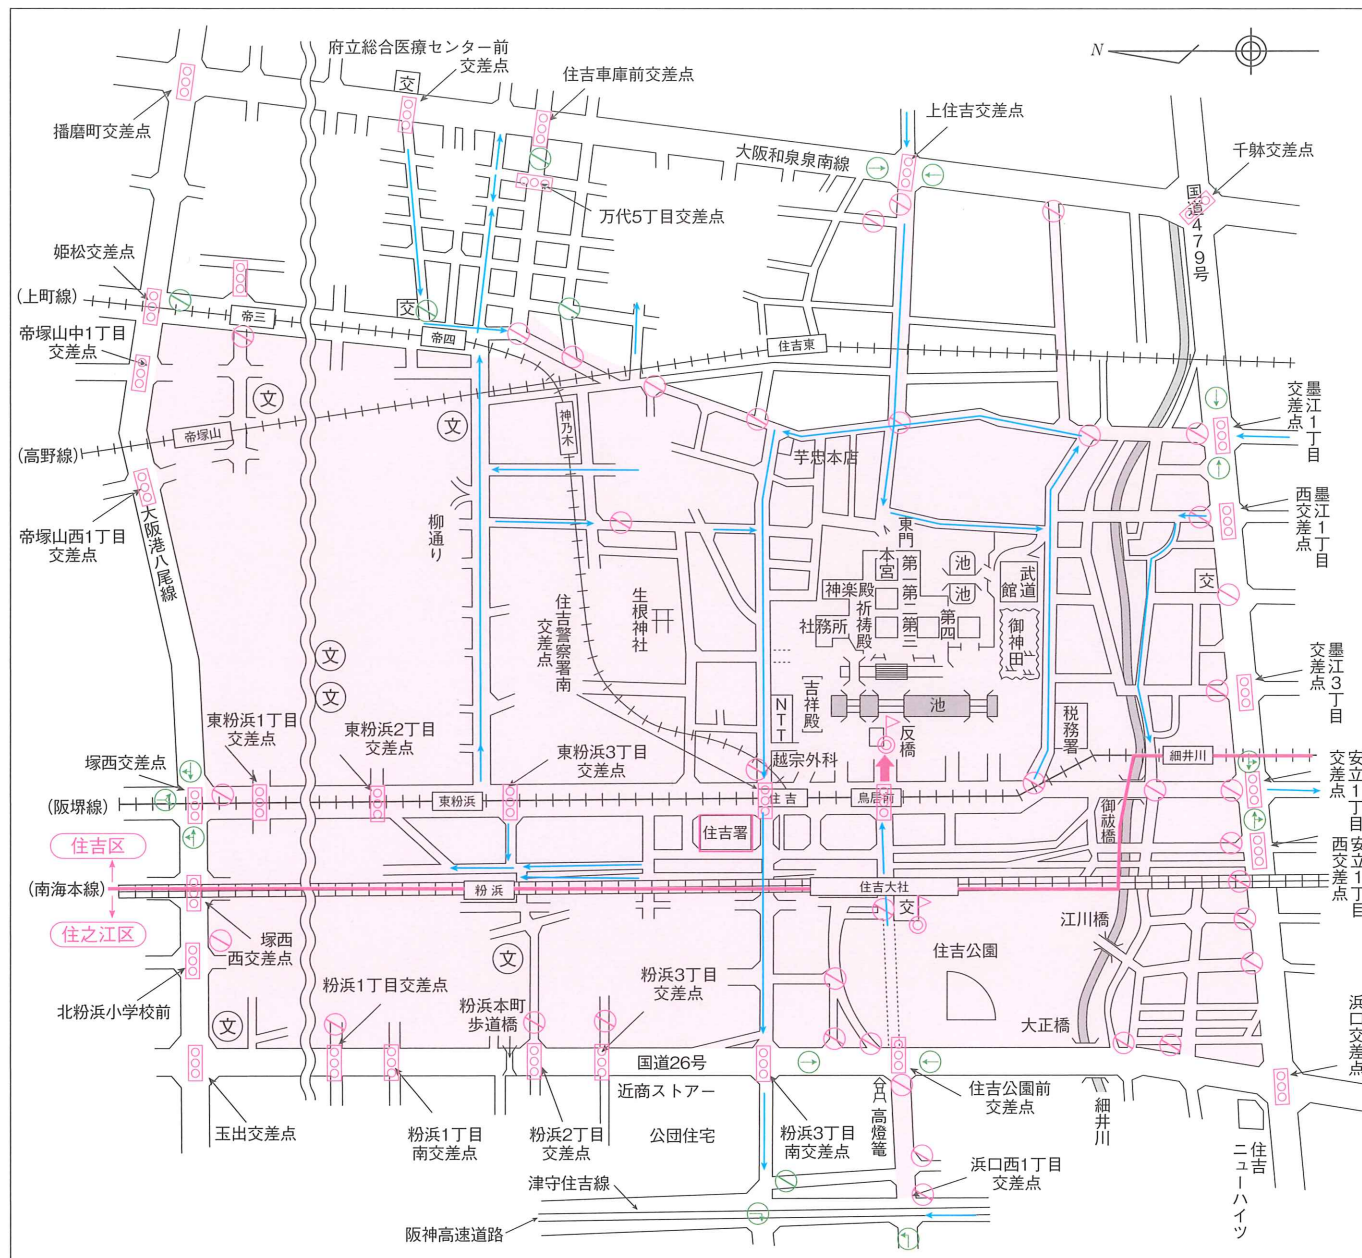 府立総合医療センター前
交差点
住吉車庫前交差点
N
交
播磨町交差点
上住吉交差点
大阪和泉泉南線
千躰交差点
国道479号
万代5丁目交差点
姫松交差点
(上町線)
帝三
交
帝四
住吉東
帝塚山中1丁目
交差点
文
文
神乃木
帝塚山
(高野線)
墨江1丁目
交差点
芋忠本店
帝塚山西1丁目
交差点
大阪港八尾線
柳通り
墨江1丁目
西交差点
東門
本宮
第一
第二
第三
第四
池
池
武道館
交
神楽殿
祈祷殿
社務所
御神田
生根神社
住吉警察署南
交差点
文
文
墨江3丁目
交差点
吉祥殿
NTT
池
反橋
税務署
東粉浜1丁目
交差点
東粉浜2丁目
交差点
東粉浜3丁目
交差点
越宗外科
細井川
塚西交差点
安立1丁目
交差点
(阪堺線)
東粉浜
住吉
鳥居前
御祓橋
住吉署
住吉区
安立1丁目
西交差点
(南海本線)
粉浜
住吉大社
住之江区
交
江川橋
塚西
西交差点
住吉公園
文
粉浜1丁目交差点
粉浜本町
歩道橋
粉浜3丁目
交差点
北粉浜小学校前
文
大正橋
浜口交差点
国道26号
近商ストアー
住吉公園前
交差点
高燈篭
細井川
玉出交差点
粉浜1丁目
南交差点
粉浜2丁目
交差点
公団住宅
粉浜3丁目
南交差点
住吉
ニューハイツ
浜口西1丁目
交差点
津守住吉線
阪神高速道路